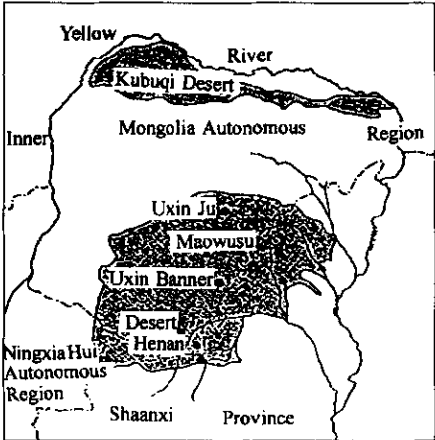 Yellow
River
Kubuqi Desert
Inner
Mongolia Autonomous
Region
Uxin Ju
Maowusu
Uxin Banner
Desert
Henan
Ningxia Hui
Autonomous
Region
Shaanxi
Province